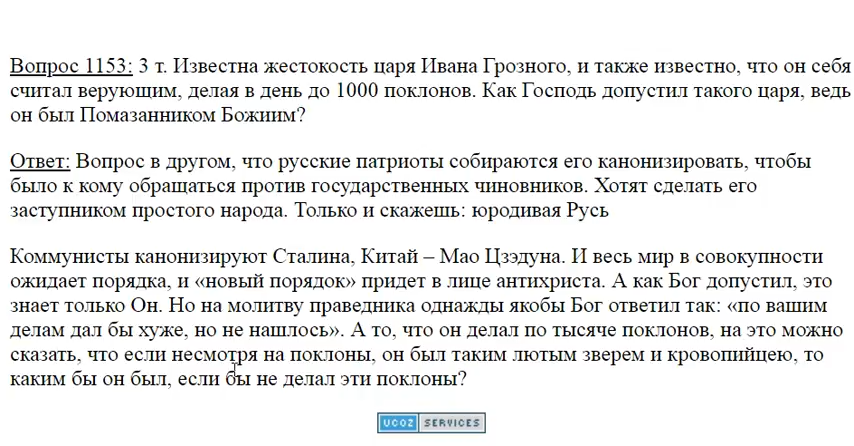 Вопрос 1153: 3 т. Известна жестокость царя Ивана Грозного, и также известно, что он себя
считал верующим, делая в день до 1000 поклонов. Как Господь допустил такого царя, ведь
он был Помазанником Божиим?
Ответ: Вопрос в другом, что русские патриоты собираются его канонизировать, чтобы
было к кому обращаться против государственных чиновников. Хотят сделать его
заступником простого народа. Только и скажешь: юродивая Русь
Коммунисты канонизируют Сталина, Китай – Мао Цзэдуна. И весь мир в совокупности
ожидает порядка, и «новый порядок» придет в лице антихриста. А как Бог допустил, это
знает только Он. Но на молитву праведника однажды якобы Бог ответил так: «по вашим
делам дал бы хуже, но не нашлось». А то, что он делал по тысяче поклонов, на это можно
сказать, что если несмотря на поклоны, он был таким лютым зверем и кровопийцею, то
каким бы он был, если бы не делал эти поклоны?
UCOZ SERVICES